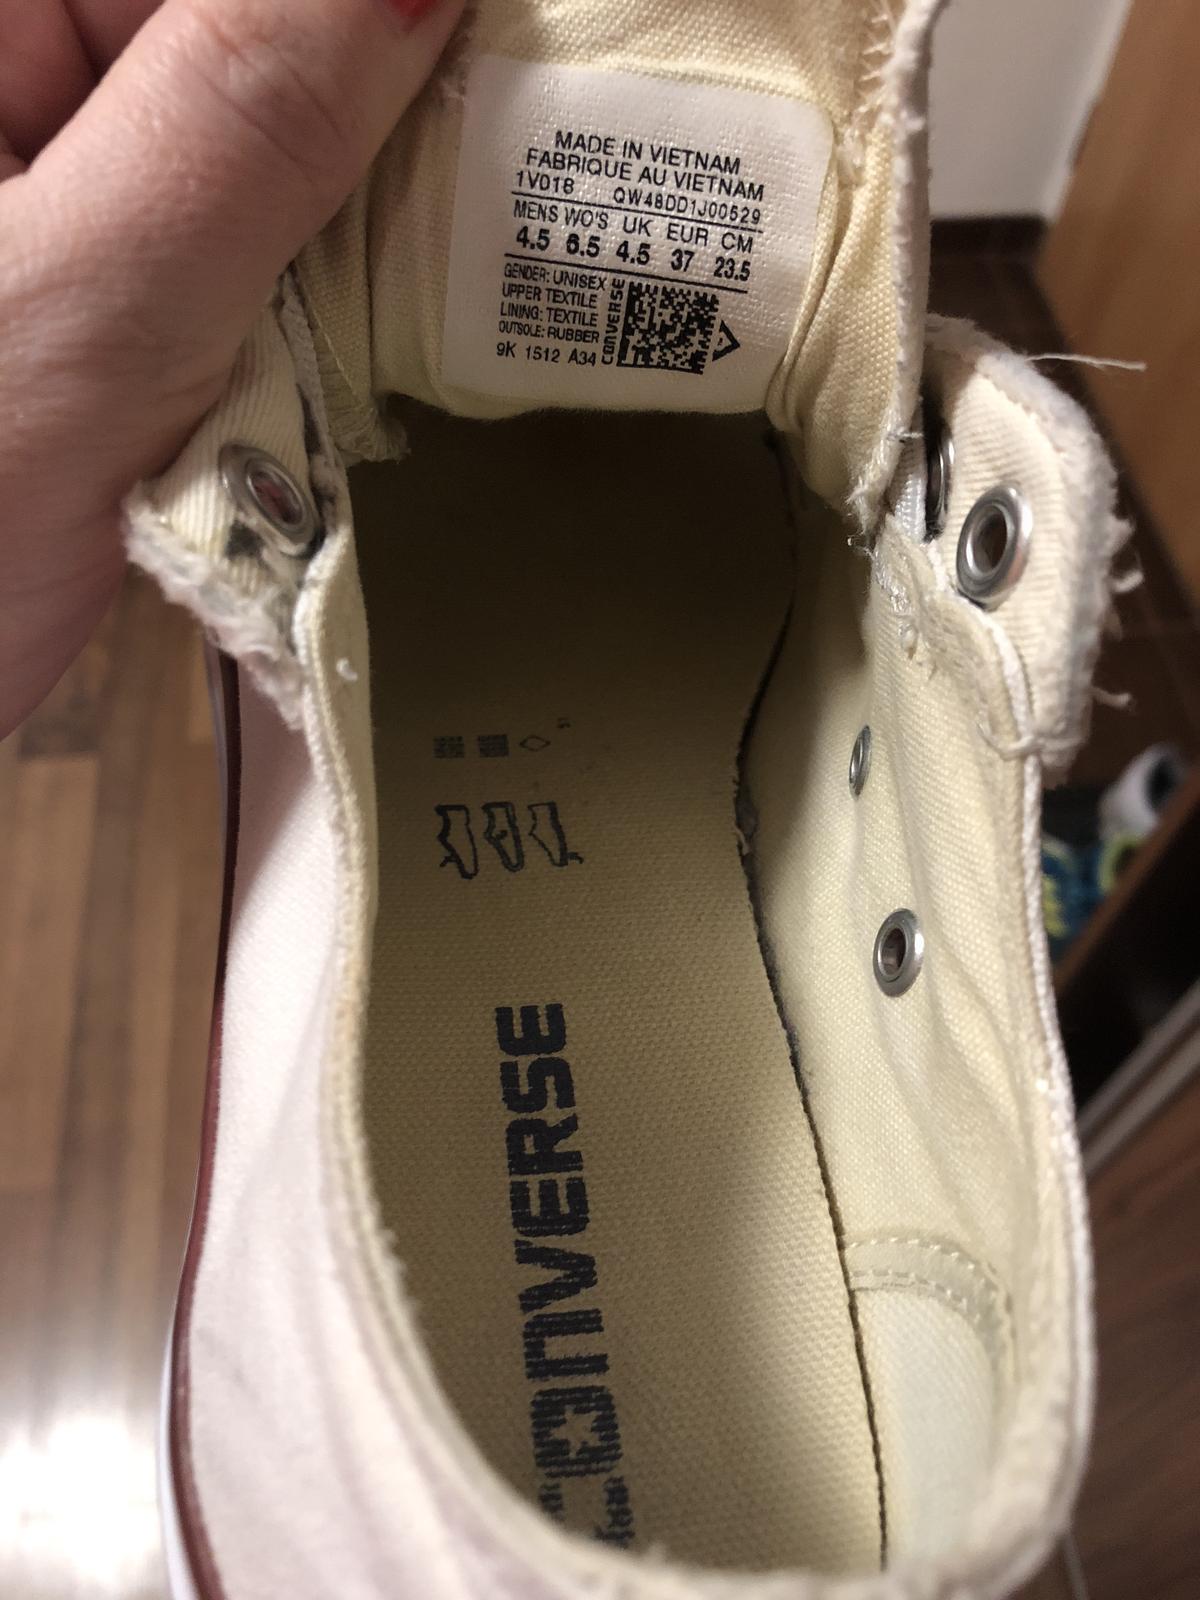 MADE IN VIETNAM
FABRIQUE AU VIETNAM
1V018 QW48DD1J00529
MENS WO'S UK EUR CM
4.5 6.5 4.5 37 23.5
GENDER: UNISEX
UPPER TEXTILE
LINING: TEXTILE
OUTSOLE: RUBBER
9K 1512 A34
CONVERSE
CONVERSE